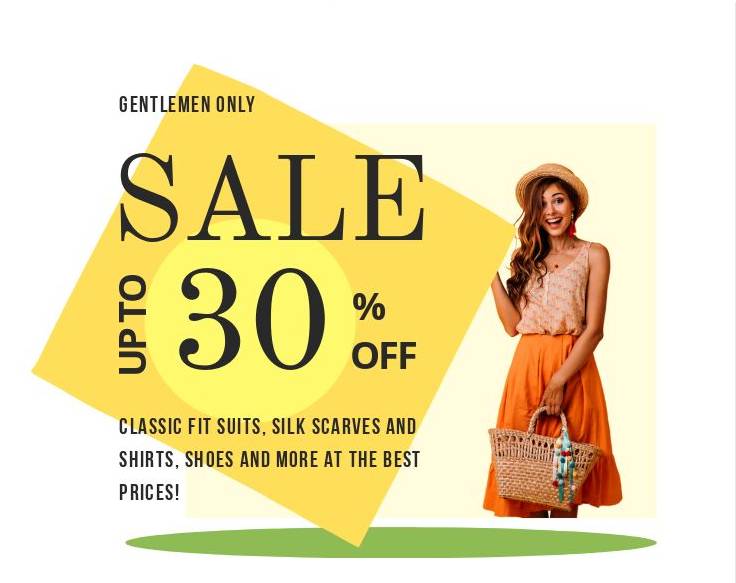 GENTLEMEN ONLY
SALE
UP TO
30
%
OFF
CLASSIC FIT SUITS, SILK SCARVES AND
SHIRTS, SHOES AND MORE AT THE BEST
PRICES!